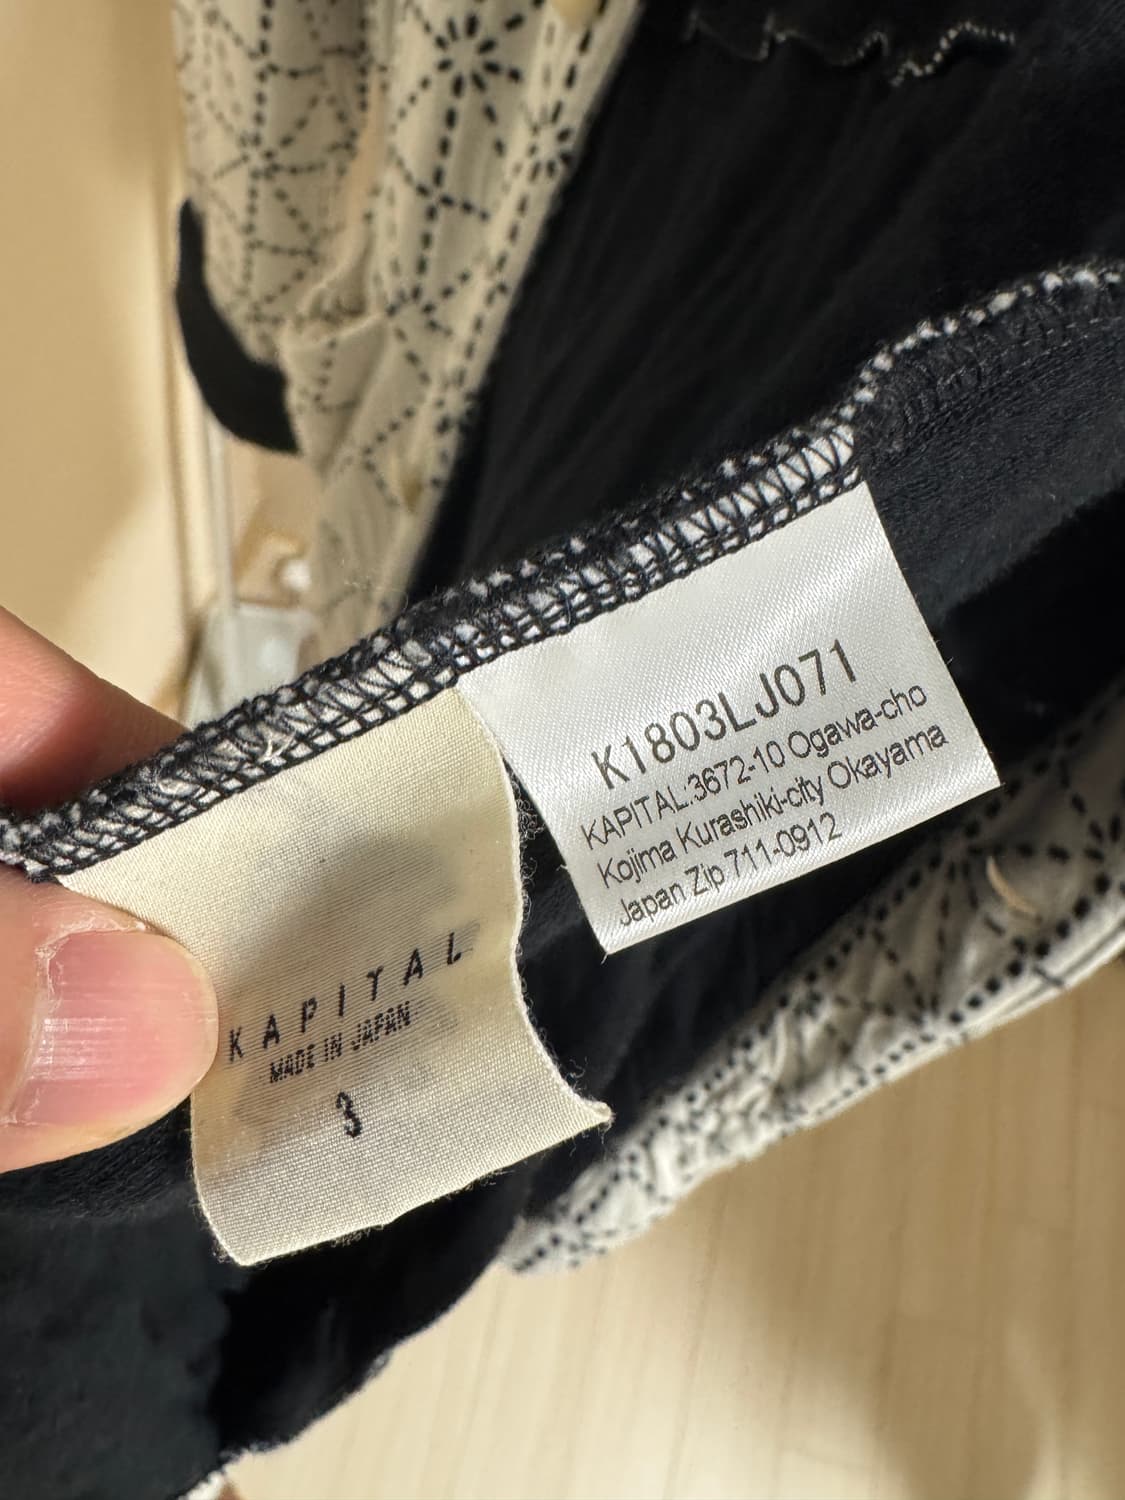 K1803LJ071
KAPITAL:3672-10 Ogawa-cho
Kojima Kurashiki-city Okayama
Japan Zip 711-0912
KAPITAL
MADE IN JAPAN
3